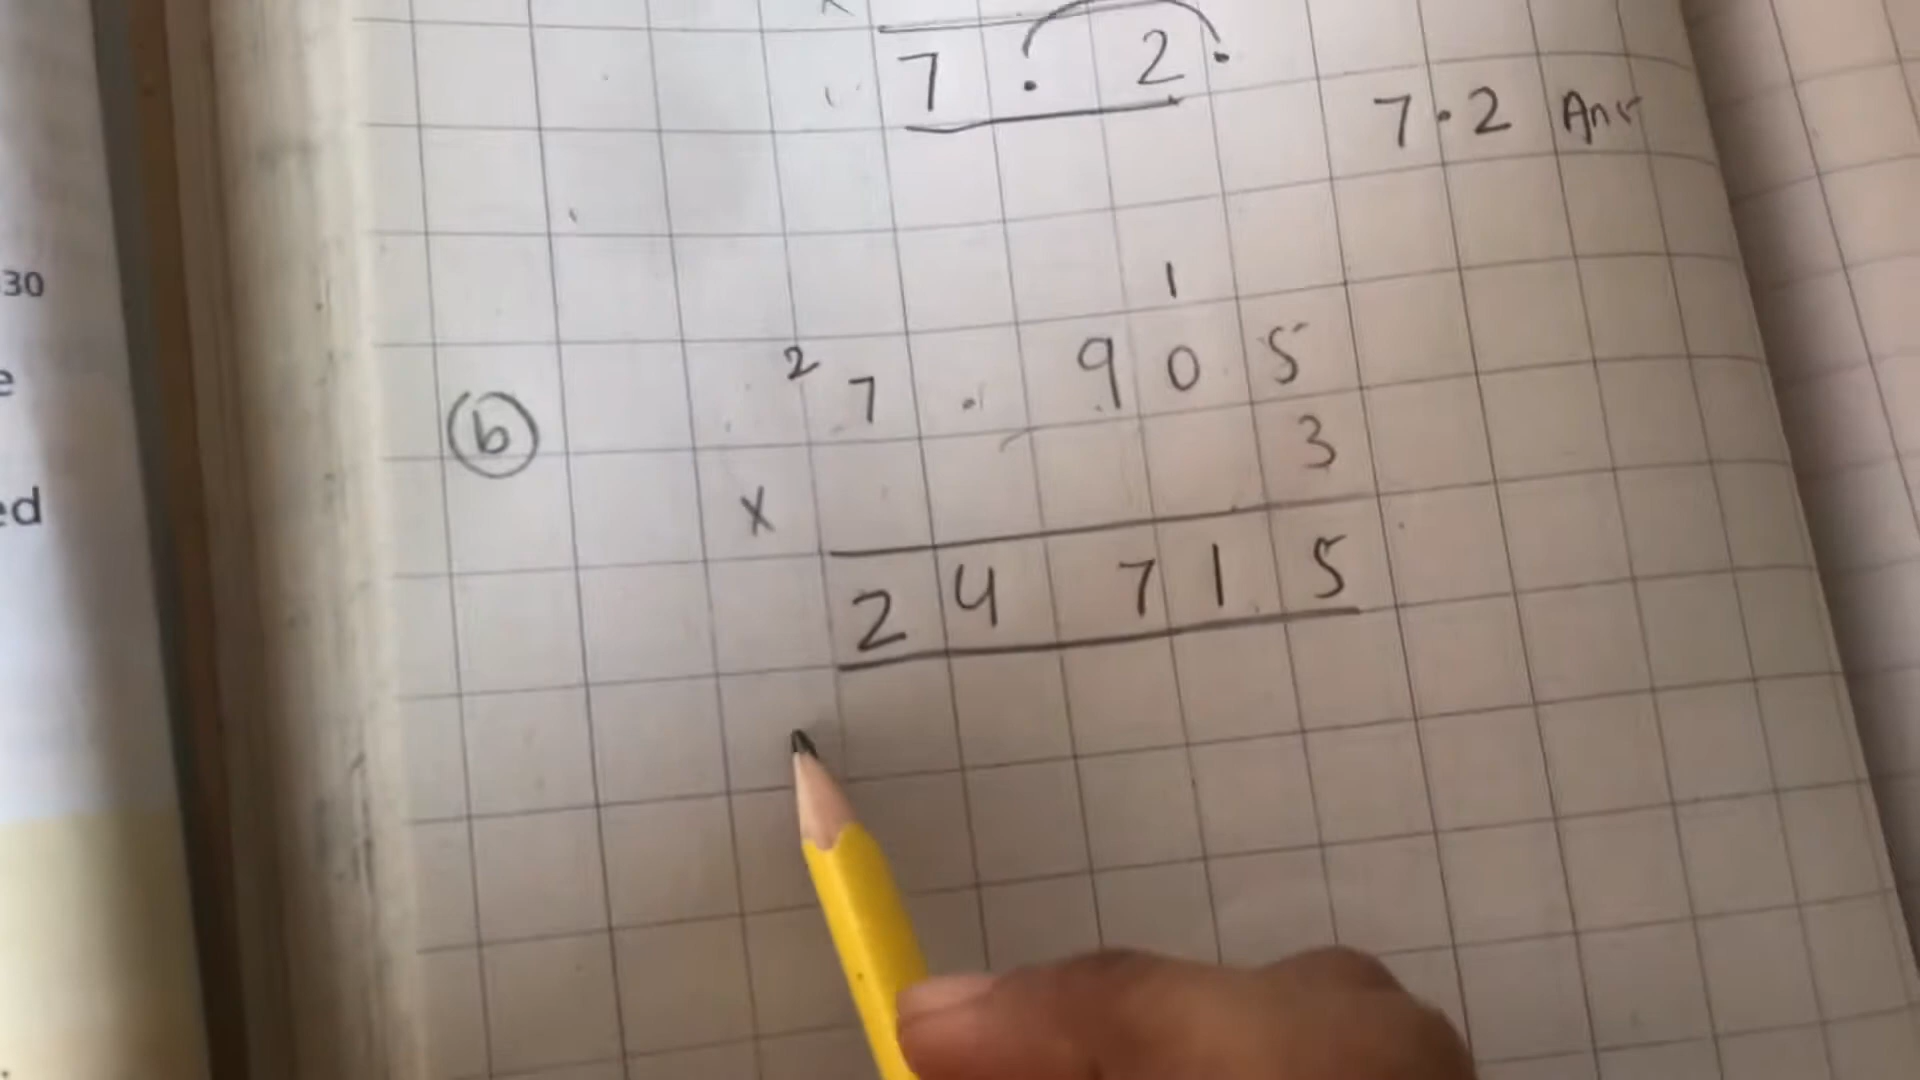 7 . 2 .
7.2 Ans
30
1
2
(b) 7 . 9 0 5
3
x
2 4 7 1 5
e
ed